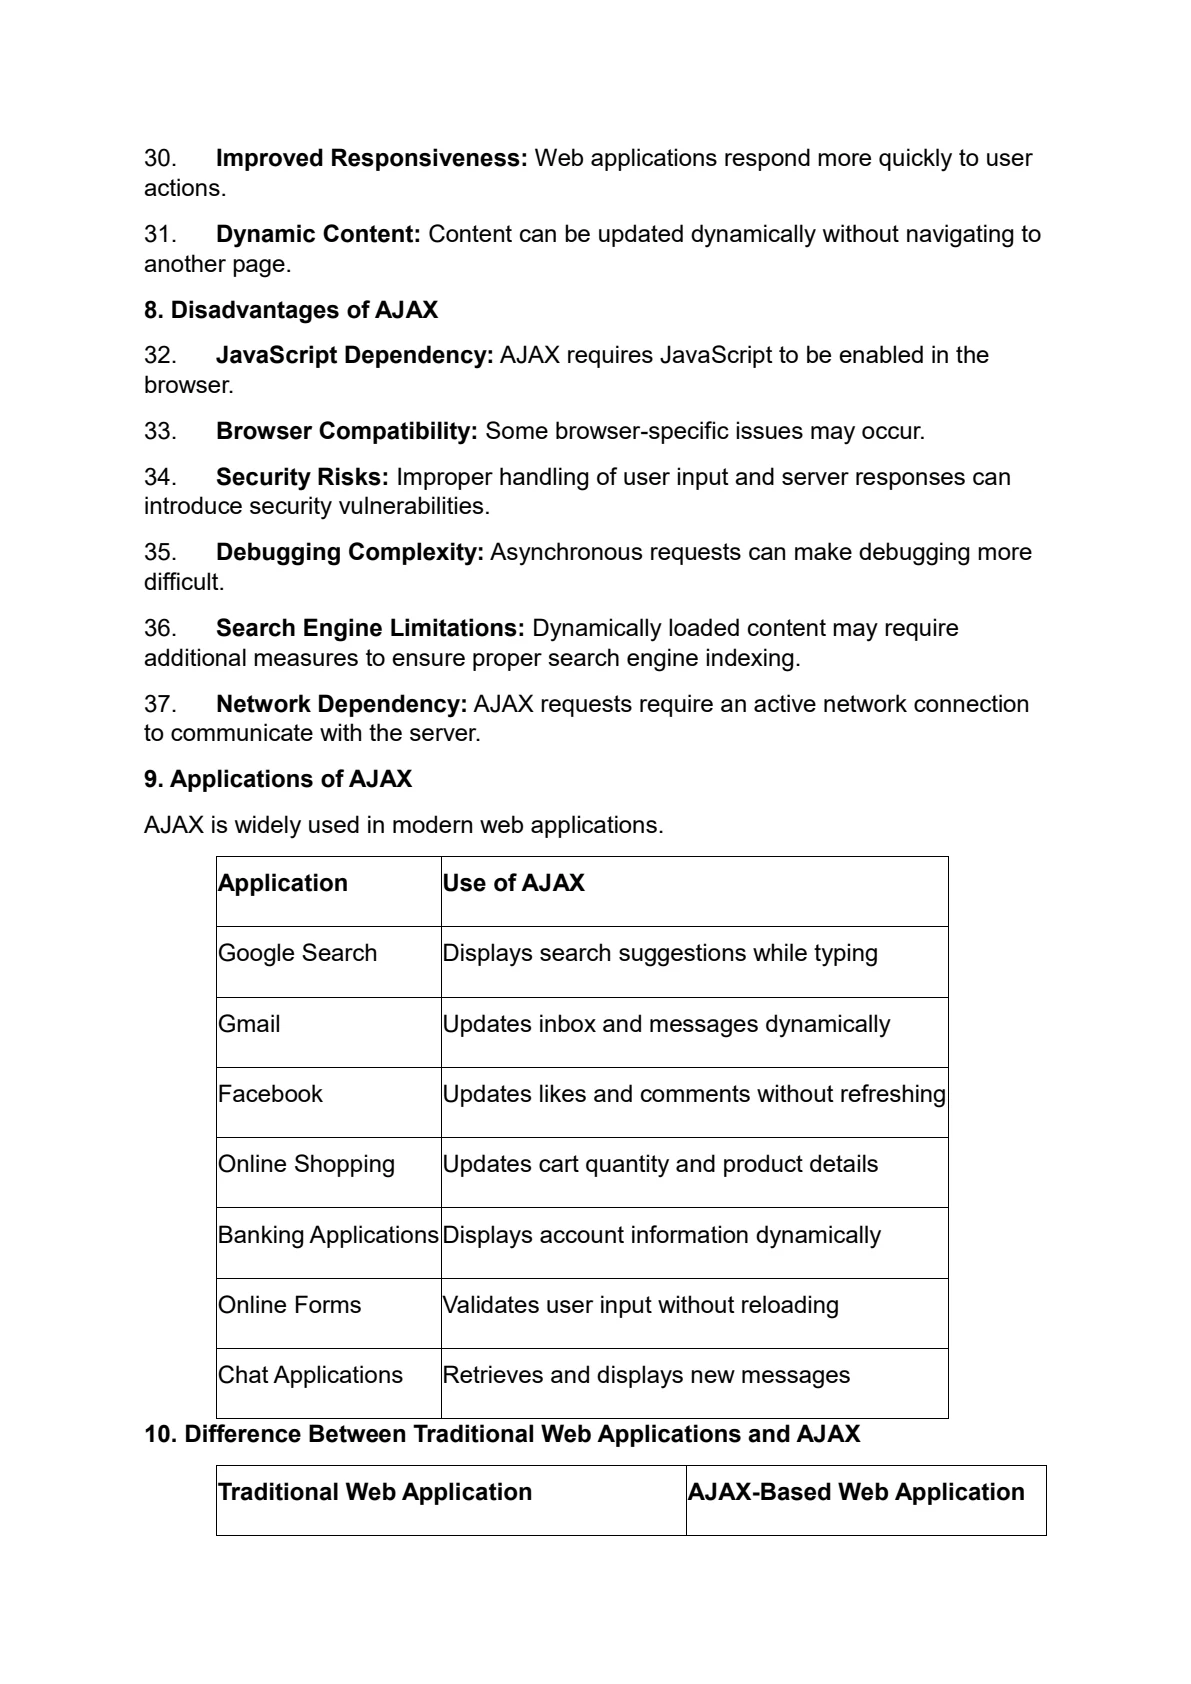 30. Improved Responsiveness: Web applications respond more quickly to user
actions.
31. Dynamic Content: Content can be updated dynamically without navigating to
another page.
8. Disadvantages of AJAX
32. JavaScript Dependency: AJAX requires JavaScript to be enabled in the
browser.
33. Browser Compatibility: Some browser-specific issues may occur.
34. Security Risks: Improper handling of user input and server responses can
introduce security vulnerabilities.
35. Debugging Complexity: Asynchronous requests can make debugging more
difficult.
36. Search Engine Limitations: Dynamically loaded content may require
additional measures to ensure proper search engine indexing.
37. Network Dependency: AJAX requests require an active network connection
to communicate with the server.
9. Applications of AJAX
AJAX is widely used in modern web applications.
Application Use of AJAX
Google Search Displays search suggestions while typing
Gmail Updates inbox and messages dynamically
Facebook Updates likes and comments without refreshing
Online Shopping Updates cart quantity and product details
Banking Applications Displays account information dynamically
Online Forms Validates user input without reloading
Chat Applications Retrieves and displays new messages
10. Difference Between Traditional Web Applications and AJAX
Traditional Web Application AJAX-Based Web Application